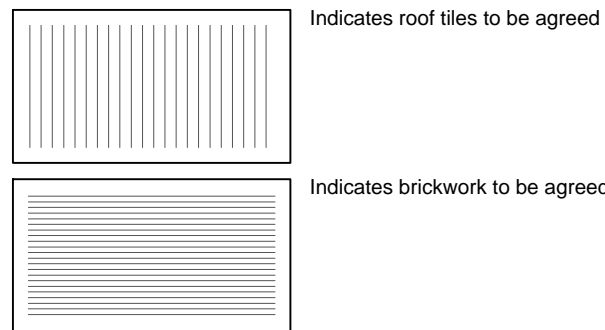 Indicates roof tiles to be agreed
Indicates brickwork to be agreed